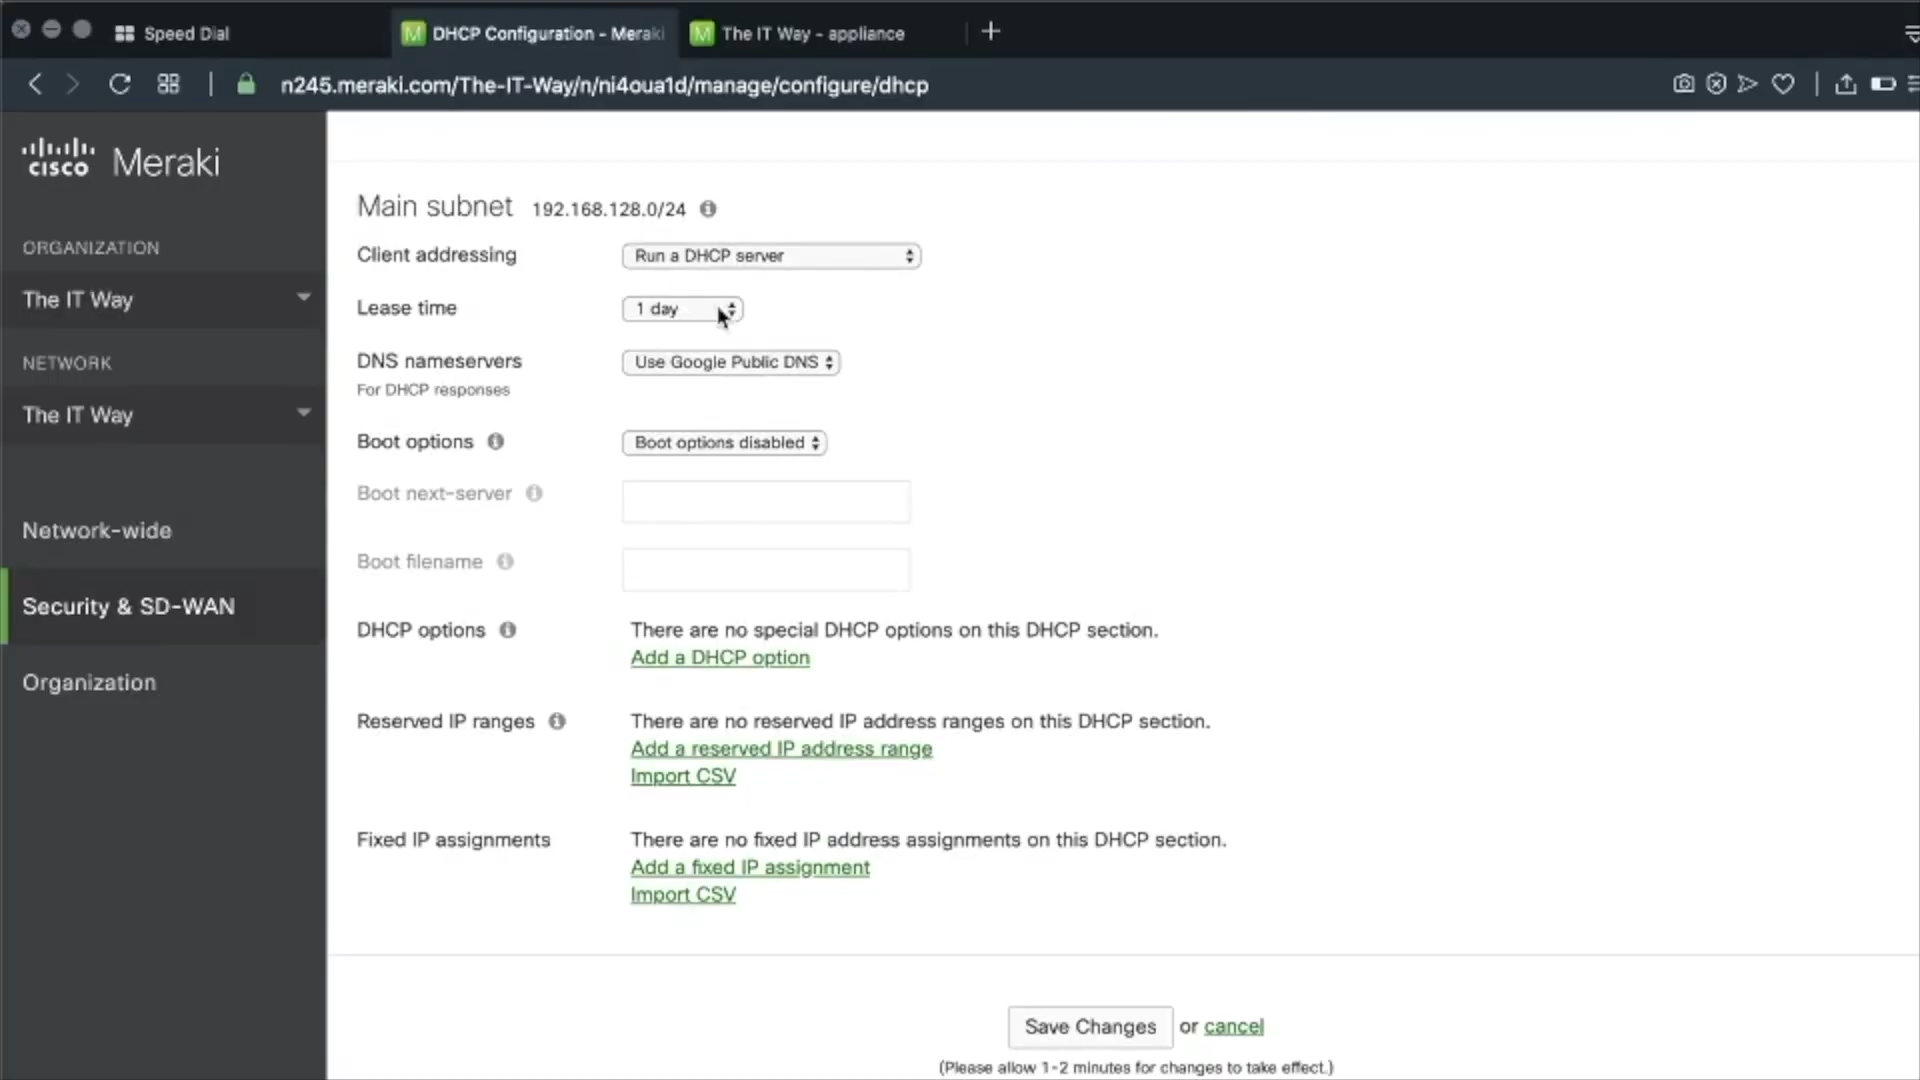 Speed Dial
DHCP Configuration - Meraki
The IT Way - appliance
n245.meraki.com/The-IT-Way/n/ni4oua1d/manage/configure/dhcp
cisco Meraki
ORGANIZATION
The IT Way
NETWORK
The IT Way
Network-wide
Security & SD-WAN
Organization
Main subnet 192.168.128.0/24
Client addressing Run a DHCP server
Lease time 1 day
DNS nameservers Use Google Public DNS
For DHCP responses
Boot options Boot options disabled
Boot next-server
Boot filename
DHCP options There are no special DHCP options on this DHCP section.
Add a DHCP option
Reserved IP ranges There are no reserved IP address ranges on this DHCP section.
Add a reserved IP address range
Import CSV
Fixed IP assignments There are no fixed IP address assignments on this DHCP section.
Add a fixed IP assignment
Import CSV
Save Changes or cancel
(Please allow 1-2 minutes for changes to take effect.)